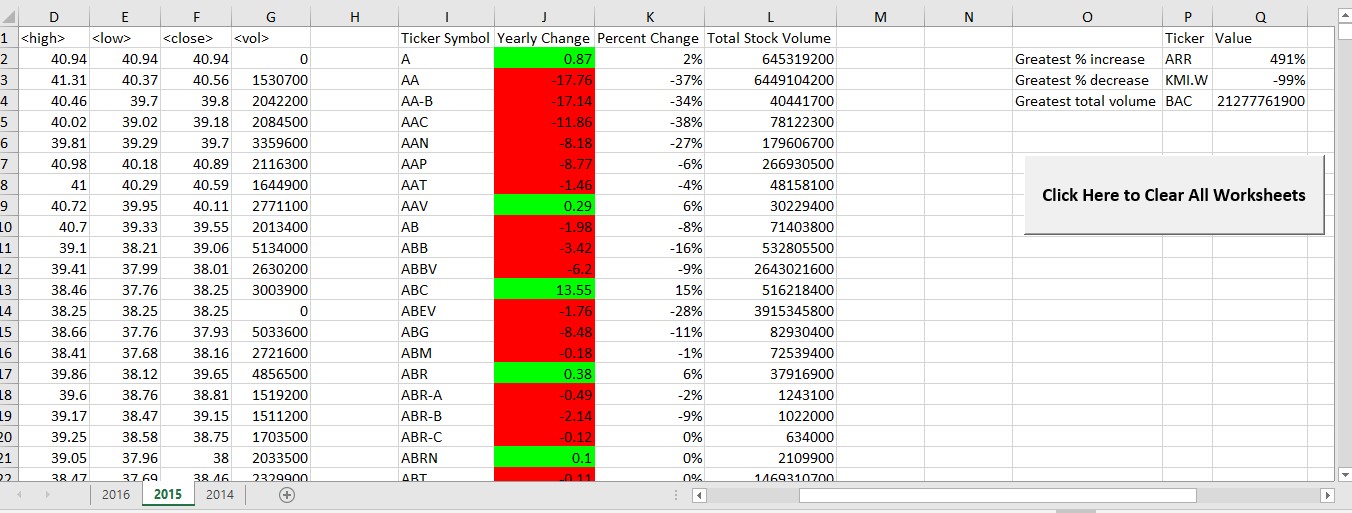 D E F G H I J K L M N O P Q
1 <high> <low> <close> <vol> Ticker Symbol Yearly Change Percent Change Total Stock Volume Ticker Value
2 40.94 40.94 40.94 0 A 0.87 2% 645319200 Greatest % increase ARR 491%
3 41.31 40.37 40.56 1530700 AA -17.76 -37% 6449104200 Greatest % decrease KMI.W -99%
4 40.46 39.7 39.8 2042200 AA-B -17.14 -34% 40441700 Greatest total volume BAC 21277761900
5 40.02 39.02 39.18 2084500 AAC -11.86 -38% 78122300
6 39.81 39.29 39.7 3359600 AAN -8.18 -27% 179606700
7 40.98 40.18 40.89 2116300 AAP -8.77 -6% 266930500
8 41 40.29 40.59 1644900 AAT -1.46 -4% 48158100
9 40.72 39.95 40.11 2771100 AAV 0.29 6% 30229400
Click Here to Clear All Worksheets
10 40.7 39.33 39.55 2013400 AB -1.98 -8% 71403800
11 39.1 38.21 39.06 5134000 ABB -3.42 -16% 532805500
12 39.41 37.99 38.01 2630200 ABBV -6.2 -9% 2643021600
13 38.46 37.76 38.25 3003900 ABC 13.55 15% 516218400
14 38.25 38.25 38.25 0 ABEV -1.76 -28% 3915345800
15 38.66 37.76 37.93 5033600 ABG -8.48 -11% 82930400
16 38.41 37.68 38.16 2721600 ABM -0.18 -1% 72539400
17 39.86 38.12 39.65 4856500 ABR 0.38 6% 37916900
18 39.6 38.76 38.81 1519200 ABR-A -0.49 -2% 1243100
19 39.17 38.47 39.15 1511200 ABR-B -2.14 -9% 1022000
20 39.25 38.58 38.75 1703500 ABR-C -0.12 0% 634000
21 39.05 37.96 38 2033500 ABRN 0.1 0% 2109900
22 38.47 37.69 38.46 2329900 ABT -0.11 0% 1469310700
2016 2015 2014